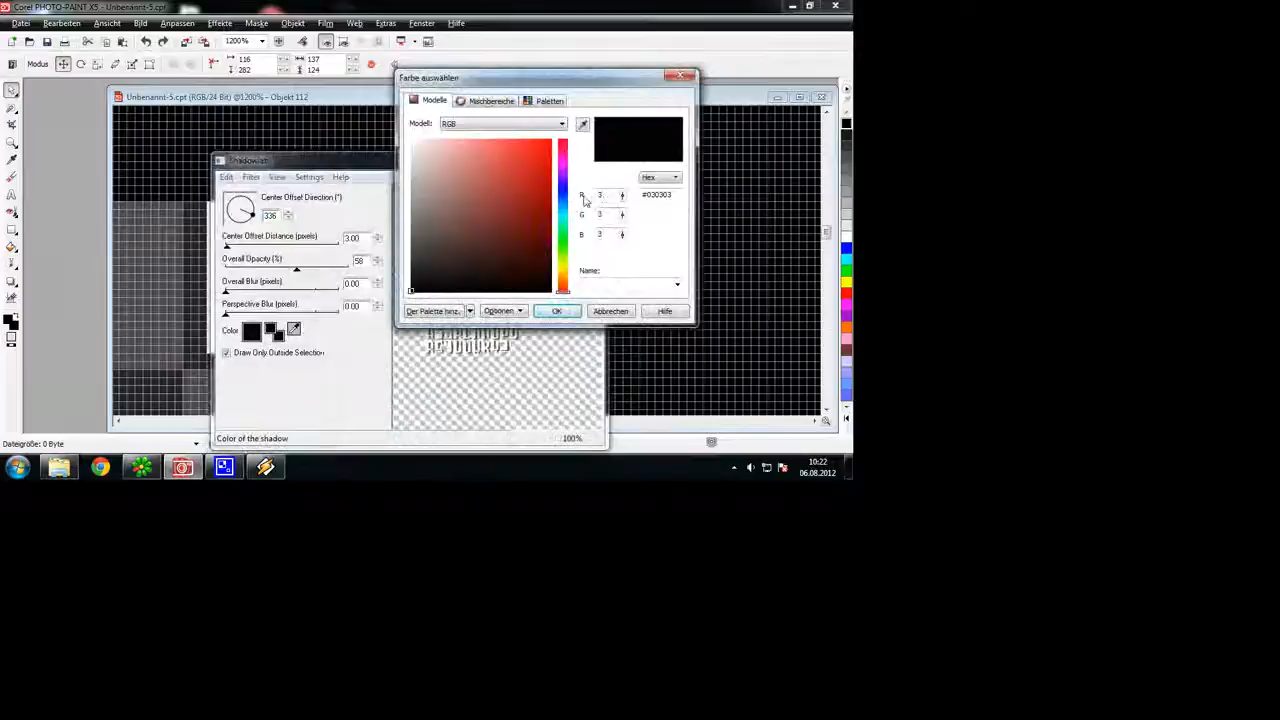 Corel PHOTO-PAINT X5 - Unbenannt-5.cpt
Datei Bearbeiten Ansicht Bild Anpassen Effekte Maske Objekt Film Web Extras Fenster Hilfe
1200%
Modus 116 282 137 124
Unbenannt-5.cpt (RGB/24 Bit) @1200% - Objekt 112
Farbe auswählen
Modelle Mischbereiche Paletten
Modell: RGB
Hex
R 3 #030303
G 3
B 3
Name:
Der Palette hinz. Optionen OK Abbrechen Hilfe
Edit Filter View Settings Help
Center Offset Direction (°)
336
Center Offset Distance (pixels) 3.00
Overall Opacity (%) 58
Overall Blur (pixels) 0.00
Perspective Blur (pixels) 0.00
Color
Draw Only Outside Selection
Color of the shadow 100%
Dateigröße: 0 Byte
10:22
06.08.2012